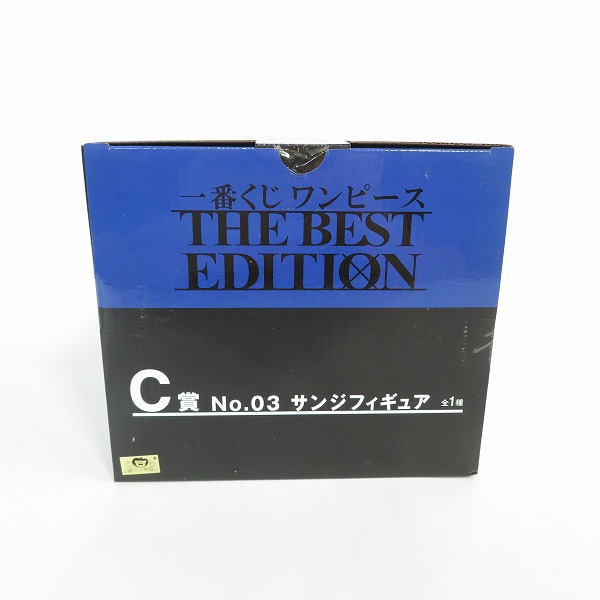 一番くじ ワンピース
THE BEST
EDITION
C賞 No.03 サンジフィギュア 全1種